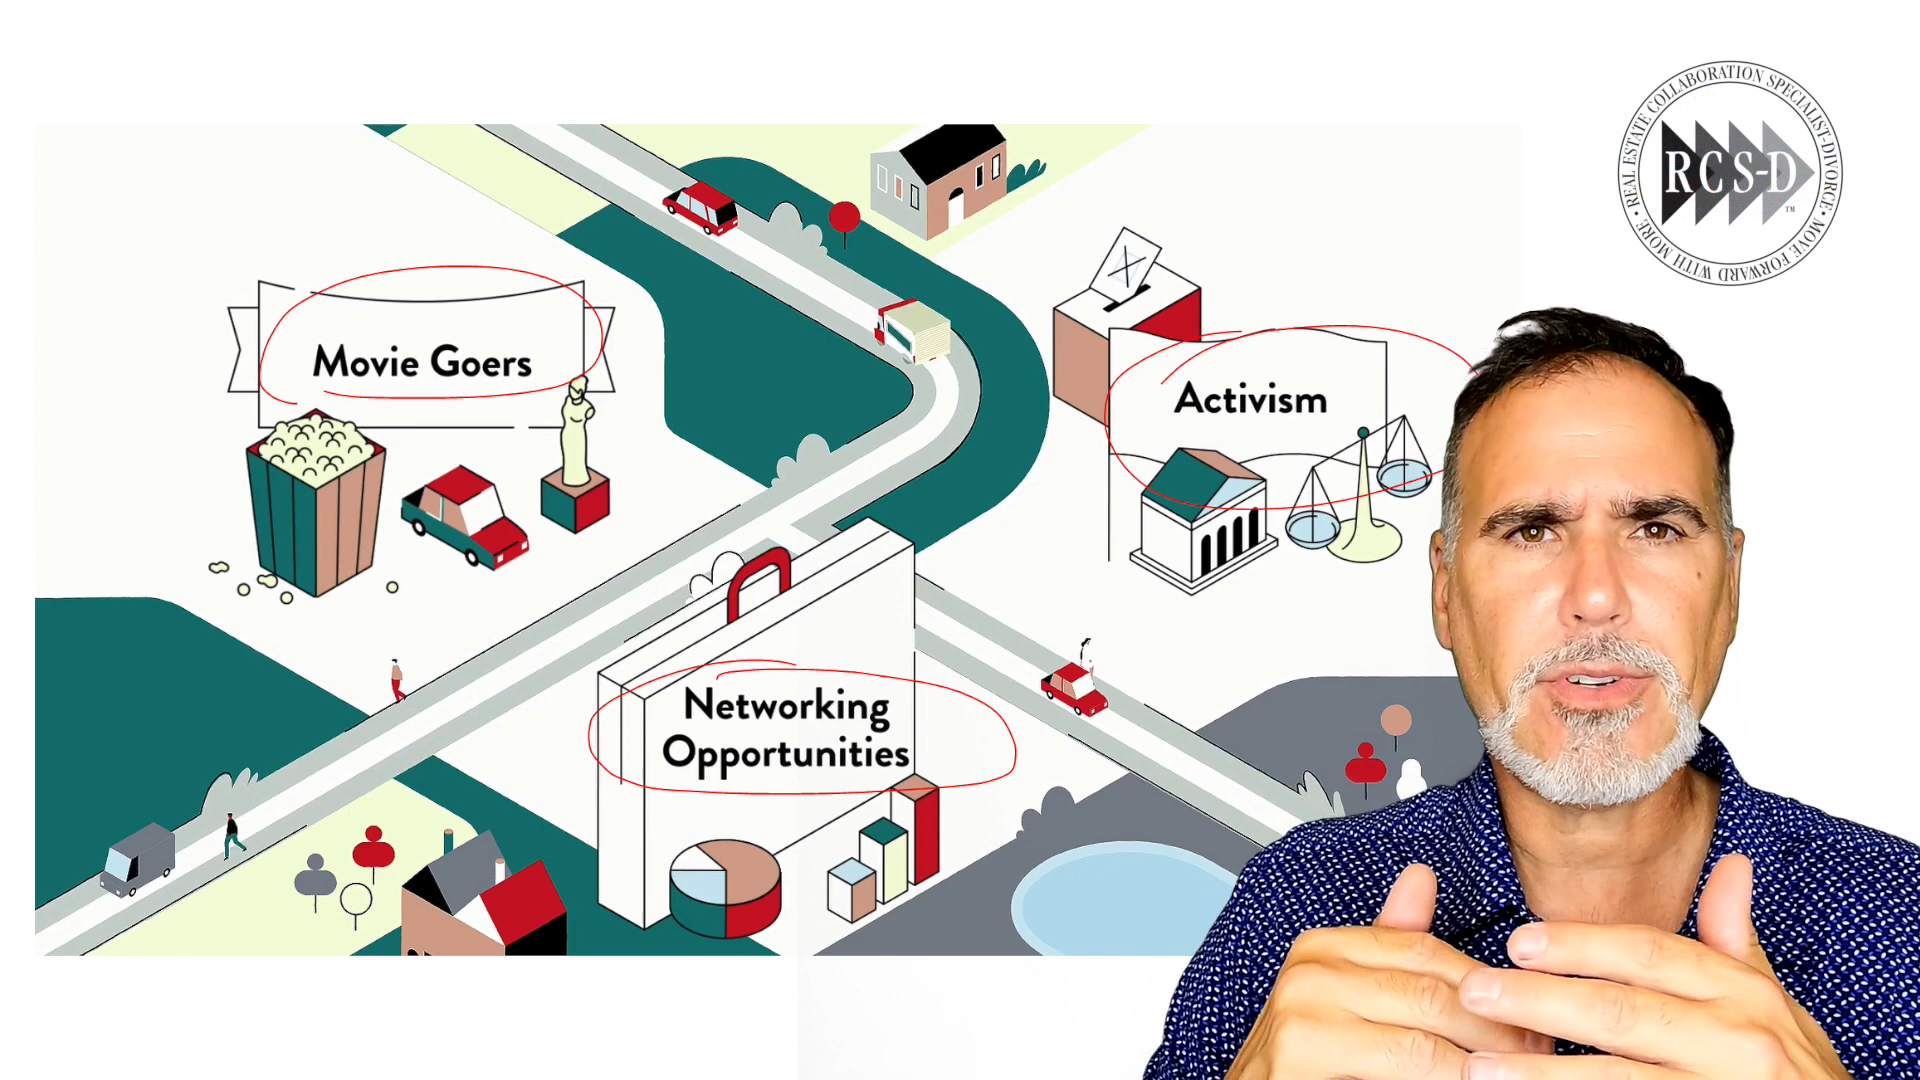 REAL ESTATE COLLABORATION SPECIALIST-DIVORCE • MOVE FORWARD WITH MORE •
RCS-D
TM
Movie Goers
Activism
Networking
Opportunities